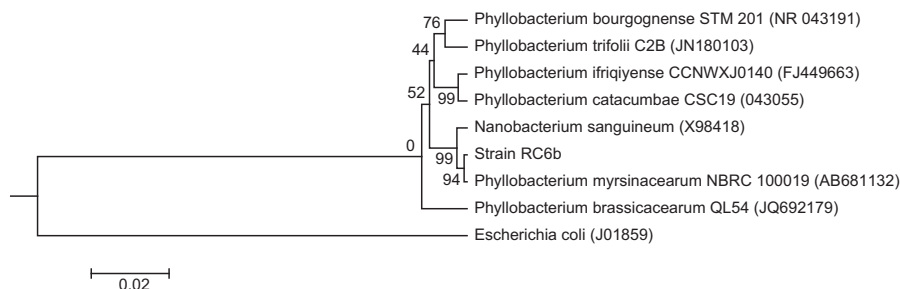 Phyllobacterium bourgognense STM 201 (NR 043191)
76
Phyllobacterium trifolii C2B (JN180103)
44
Phyllobacterium ifriqiyense CCNWXJ0140 (FJ449663)
99
Phyllobacterium catacumbae CSC19 (043055)
52
Nanobacterium sanguineum (X98418)
0
Strain RC6b
99
94
Phyllobacterium myrsinacearum NBRC 100019 (AB681132)
Phyllobacterium brassicacearum QL54 (JQ692179)
Escherichia coli (J01859)
0.02